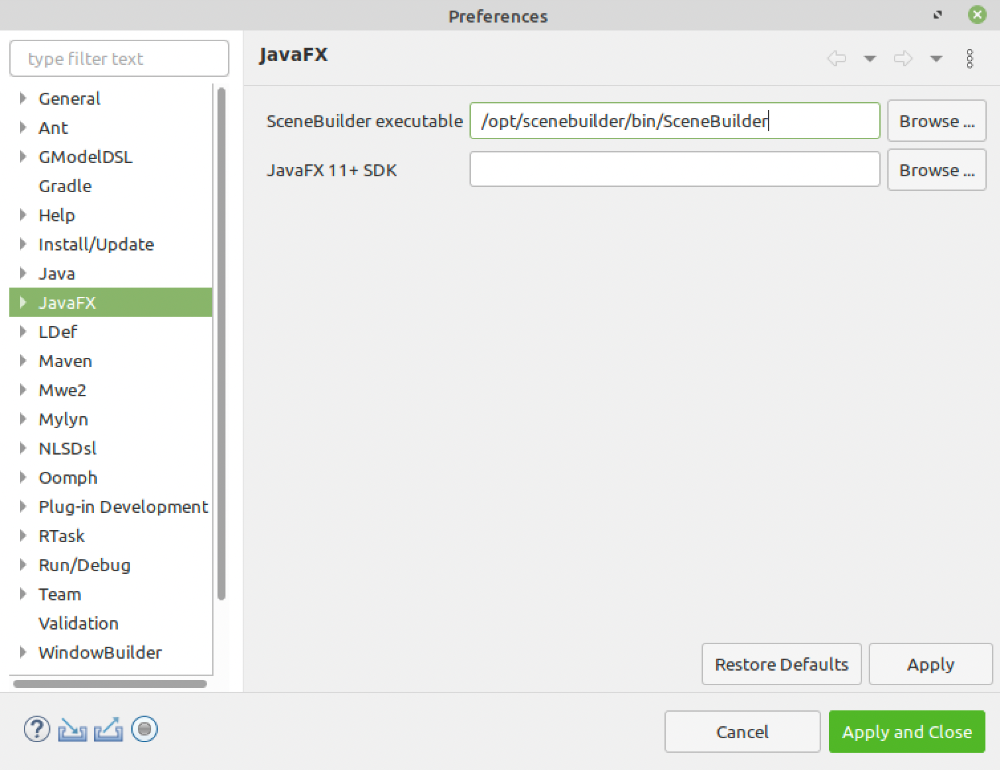 Preferences
type filter text
General
Ant
GModelDSL
Gradle
Help
Install/Update
Java
JavaFX
LDef
Maven
Mwe2
Mylyn
NLSDsl
Oomph
Plug-in Development
RTask
Run/Debug
Team
Validation
WindowBuilder
JavaFX
SceneBuilder executable /opt/scenebuilder/bin/SceneBuilder Browse ...
JavaFX 11+ SDK Browse ...
Restore Defaults Apply
? Cancel Apply and Close